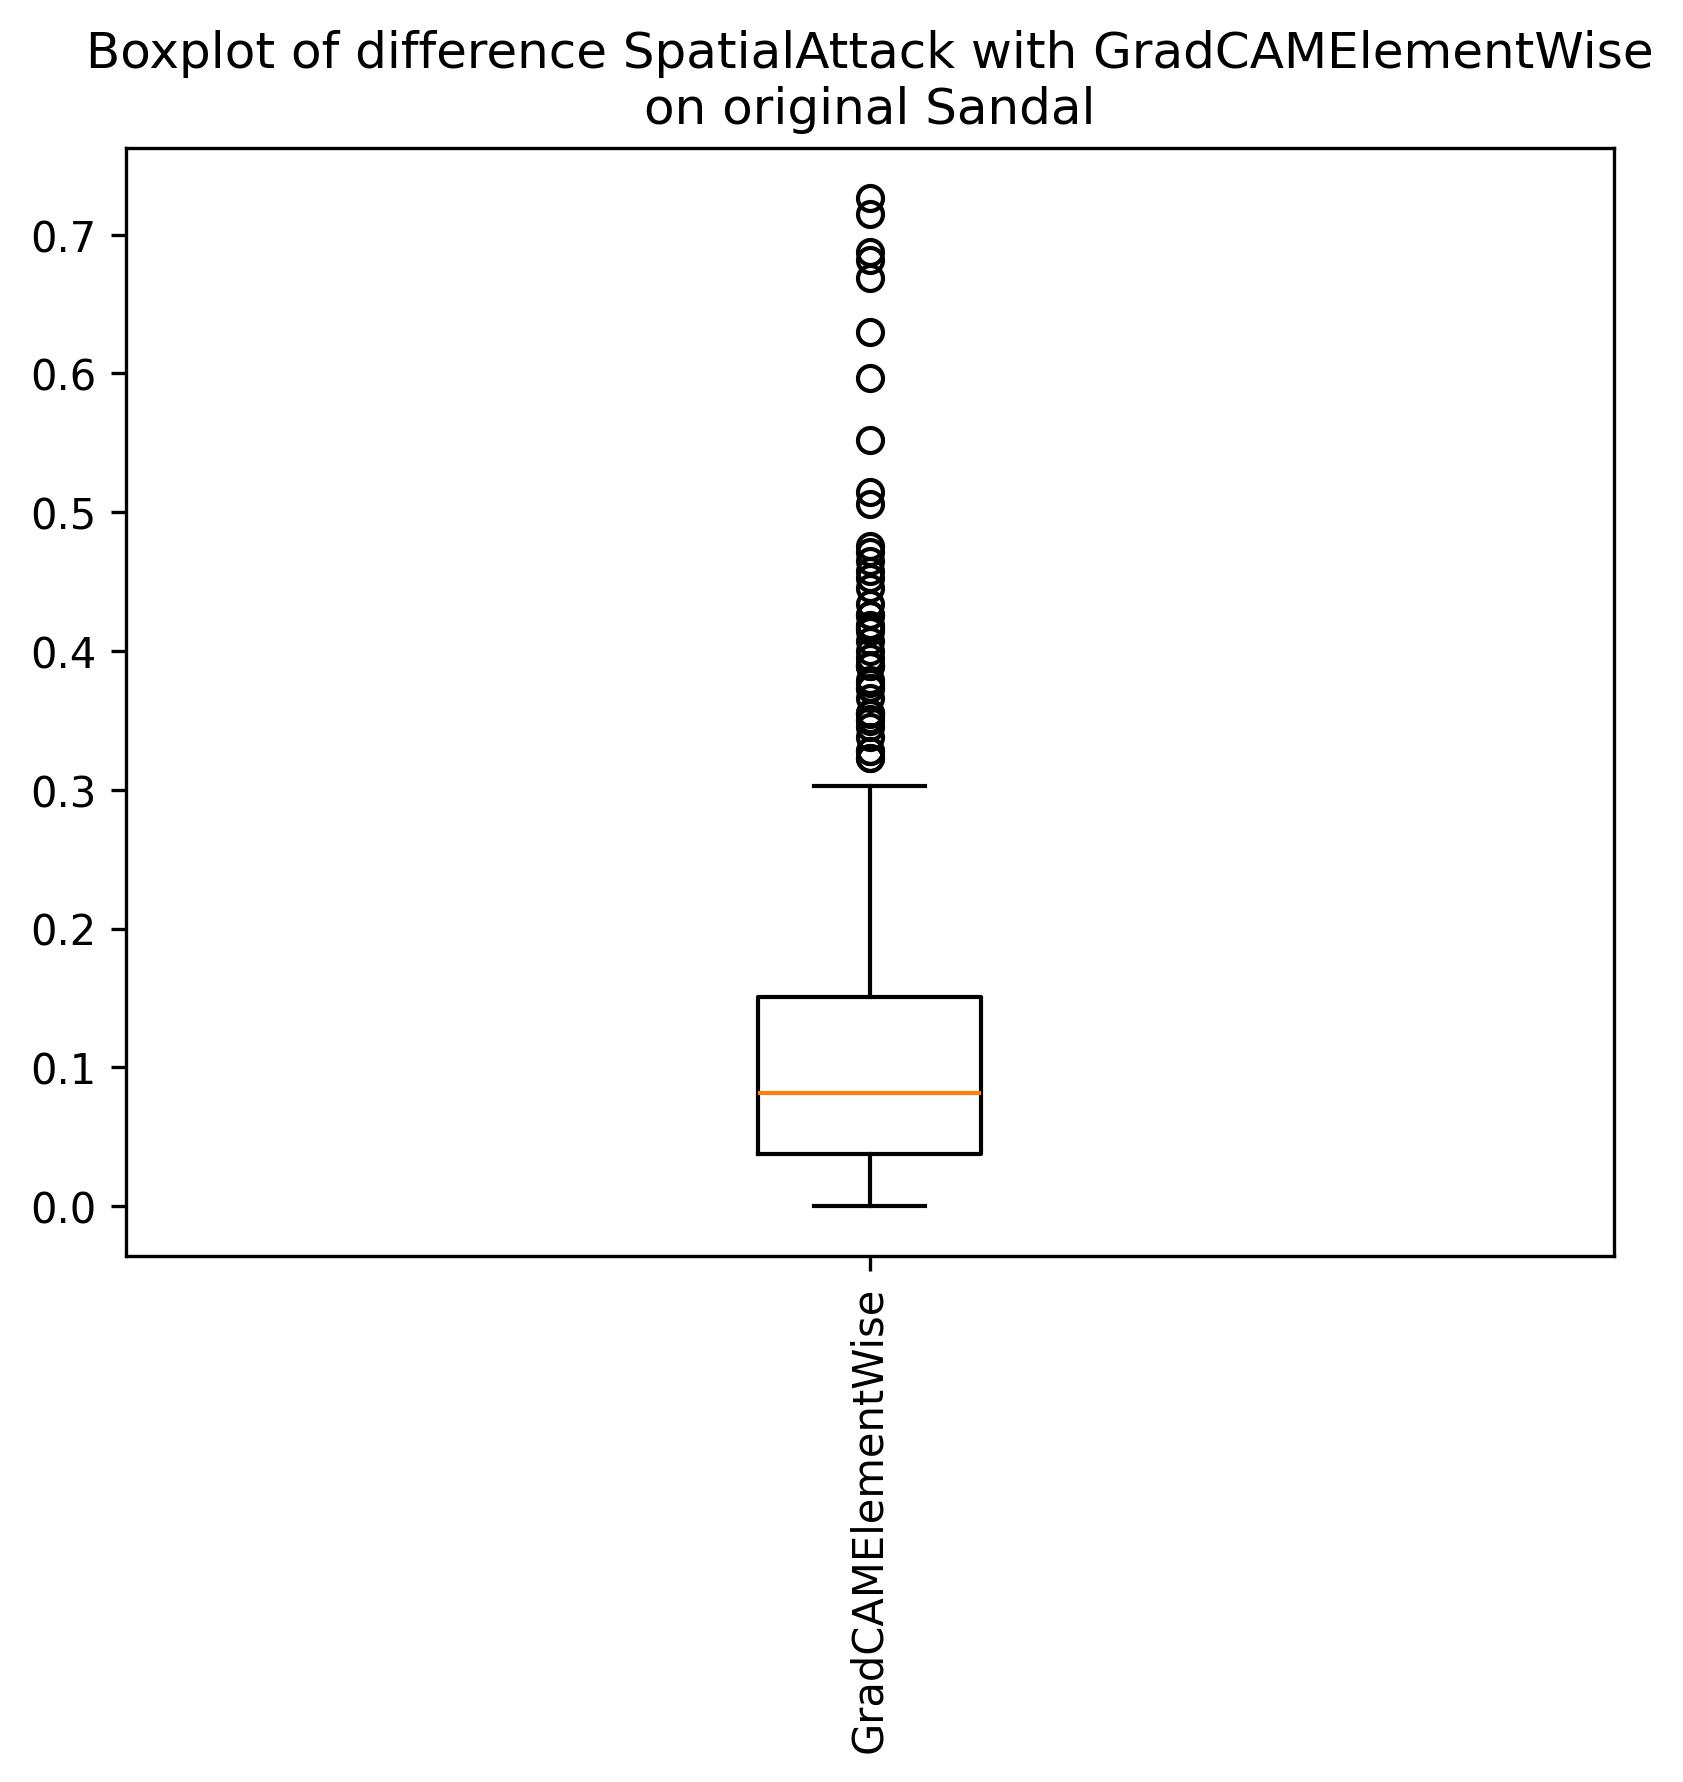 Boxplot of difference SpatialAttack with GradCAMElementWise
on original Sandal
0.7
0.6
0.5
0.4
0.3
0.2
0.1
0.0
GradCAMElementWise